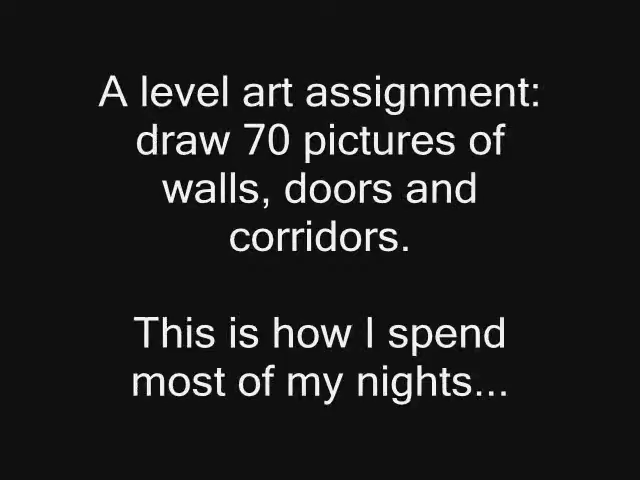 A level art assignment:
draw 70 pictures of
walls, doors and
corridors.
This is how I spend
most of my nights...